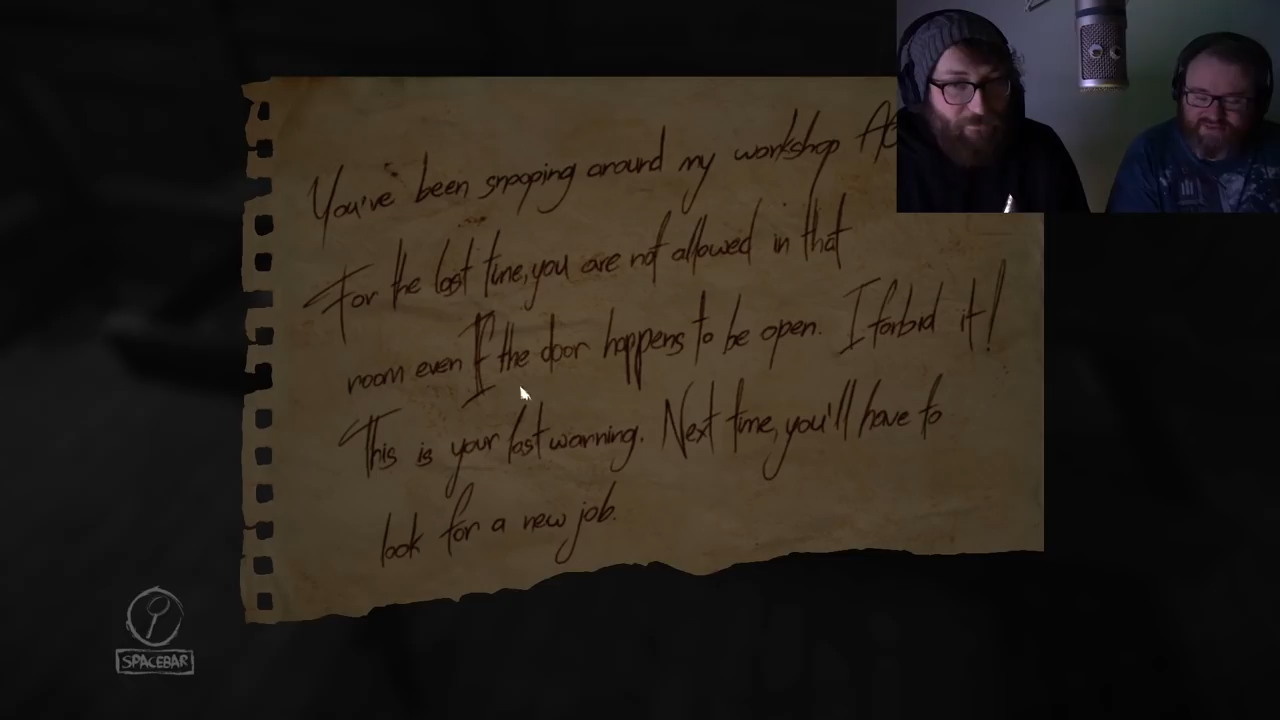 You've been snooping around my workshop
For the last time, you are not allowed in that
room even If the door happens to be open. I forbid it!
This is your last warning. Next time, you'll have to
look for a new job.
SPACEBAR